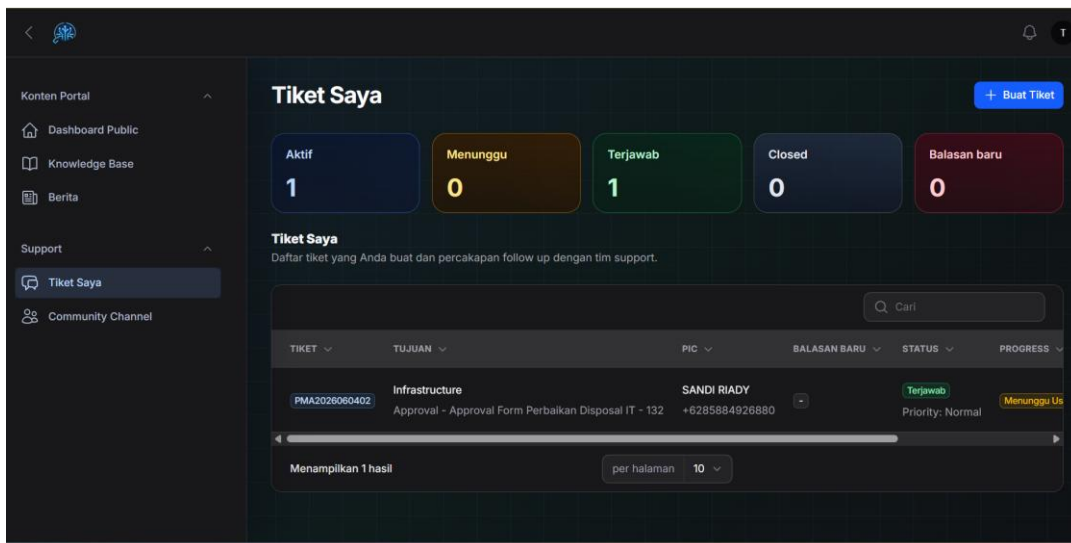 T
Konten Portal
Dashboard Public
Knowledge Base
Berita
Support
Tiket Saya
Community Channel
Tiket Saya
+ Buat Tiket
Aktif
1
Menunggu
0
Terjawab
1
Closed
0
Balasan baru
0
Tiket Saya
Daftar tiket yang Anda buat dan percakapan follow up dengan tim support.
Cari
TIKET TUJUAN PIC BALASAN BARU STATUS PROGRESS
PMA2026060402
Infrastructure
Approval - Approval Form Perbaikan Disposal IT - 132
SANDI RIADY
+6285884926880
-
Terjawab
Priority: Normal
Menunggu Us
Menampilkan 1 hasil
per halaman 10